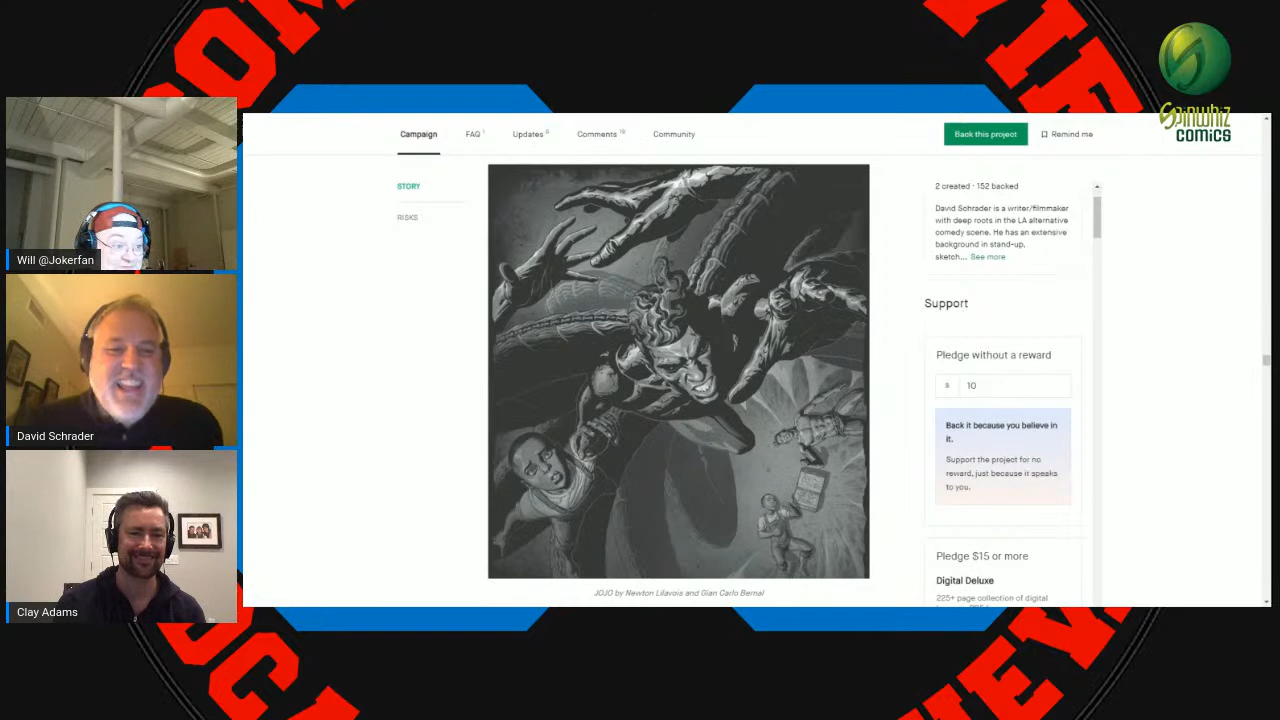 SPINWHIZ
COMICS
Campaign
FAQ 1
Updates 8
Comments 19
Community
Back this project
Remind me
STORY
RISKS
2 created · 152 backed
David Schrader is a writer/filmmaker
with deep roots in the LA alternative
comedy scene. He has an extensive
background in stand-up,
sketch... See more
Support
Pledge without a reward
$ 10
Back it because you believe in
it.
Support the project for no
reward, just because it speaks
to you.
Pledge $15 or more
Digital Deluxe
225+ page collection of digital
JOJO by Newton Lilavois and Gian Carlo Bernal
Will @Jokerfan
David Schrader
Clay Adams